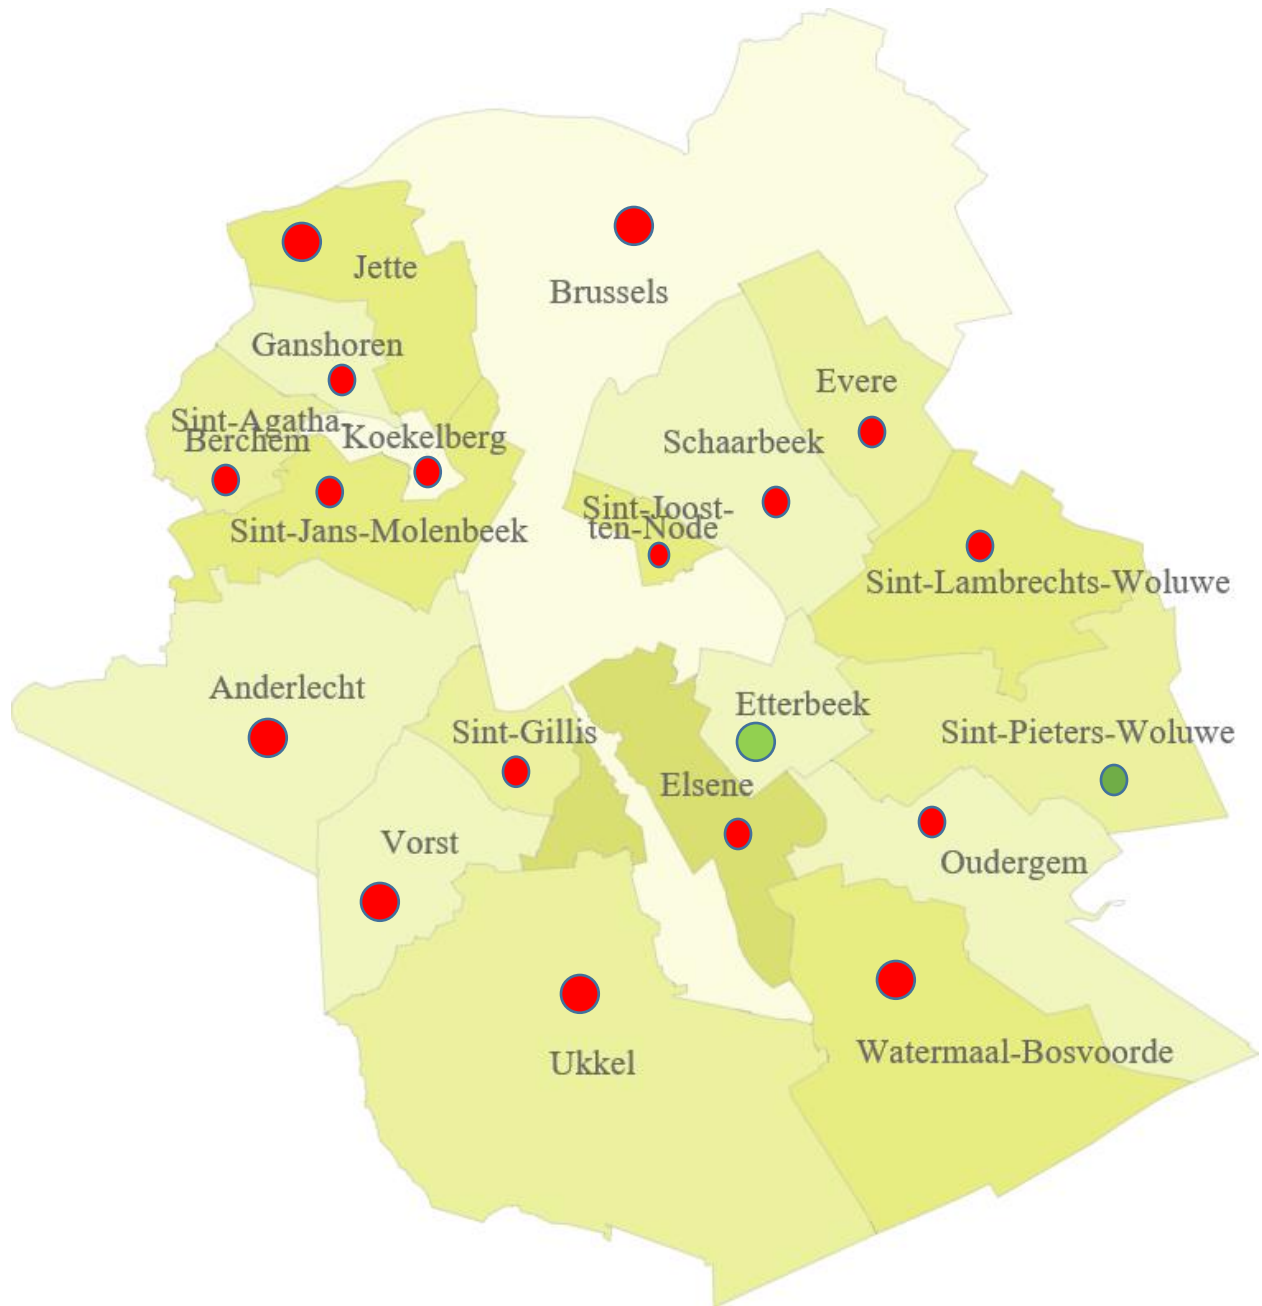 Jette
Brussels
Ganshoren
Evere
Sint-Agatha-
Berchem
Koekelberg
Schaarbeek
Sint-Joost-
ten-Node
Sint-Jans-Molenbeek
Sint-Lambrechts-Woluwe
Anderlecht
Etterbeek
Sint-Gillis
Sint-Pieters-Woluwe
Elsene
Vorst
Oudergem
Watermaal-Bosvoorde
Ukkel